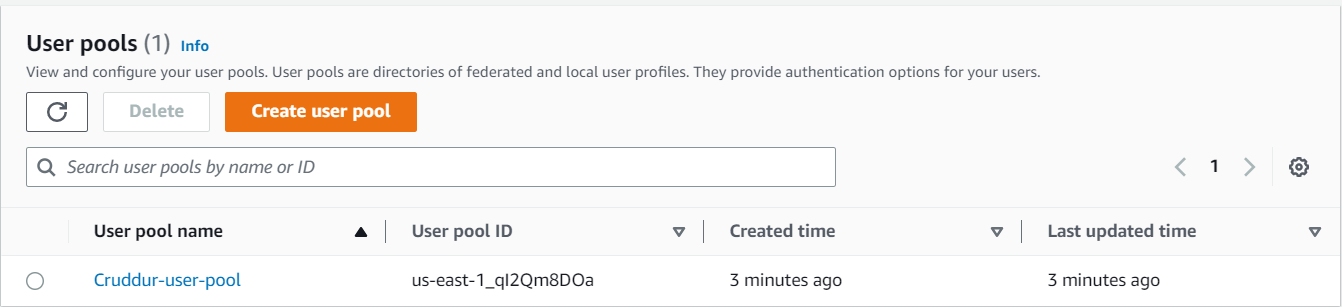 User pools (1) Info
View and configure your user pools. User pools are directories of federated and local user profiles. They provide authentication options for your users.
Delete Create user pool
Search user pools by name or ID 1
User pool name User pool ID Created time Last updated time
Cruddur-user-pool us-east-1_qI2Qm8DOa 3 minutes ago 3 minutes ago